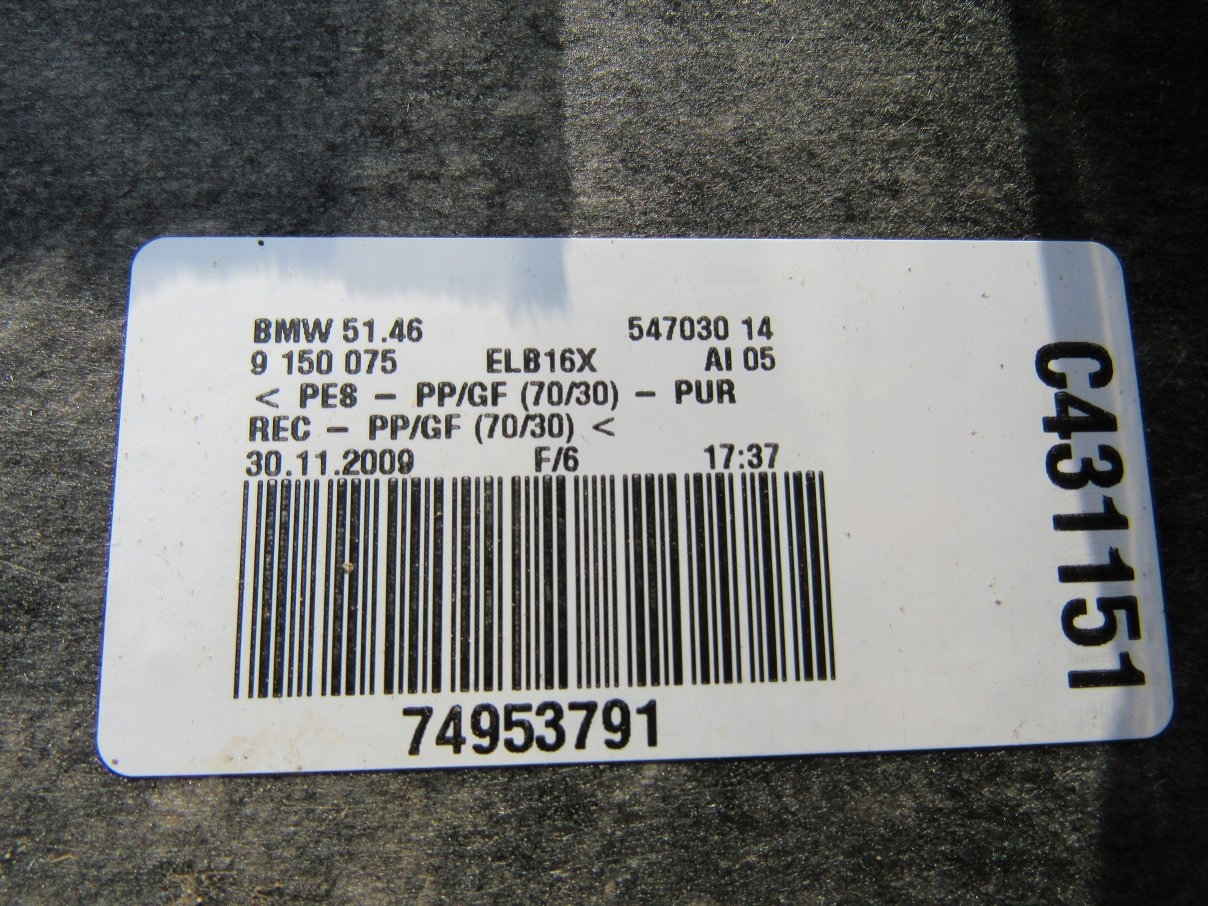 BMW 51.46 547030 14
9 150 075 ELB16X AI 05
< PES - PP/GF (70/30) - PUR
REC - PP/GF (70/30) <
30.11.2009 F/6 17:37
74953791
C431151